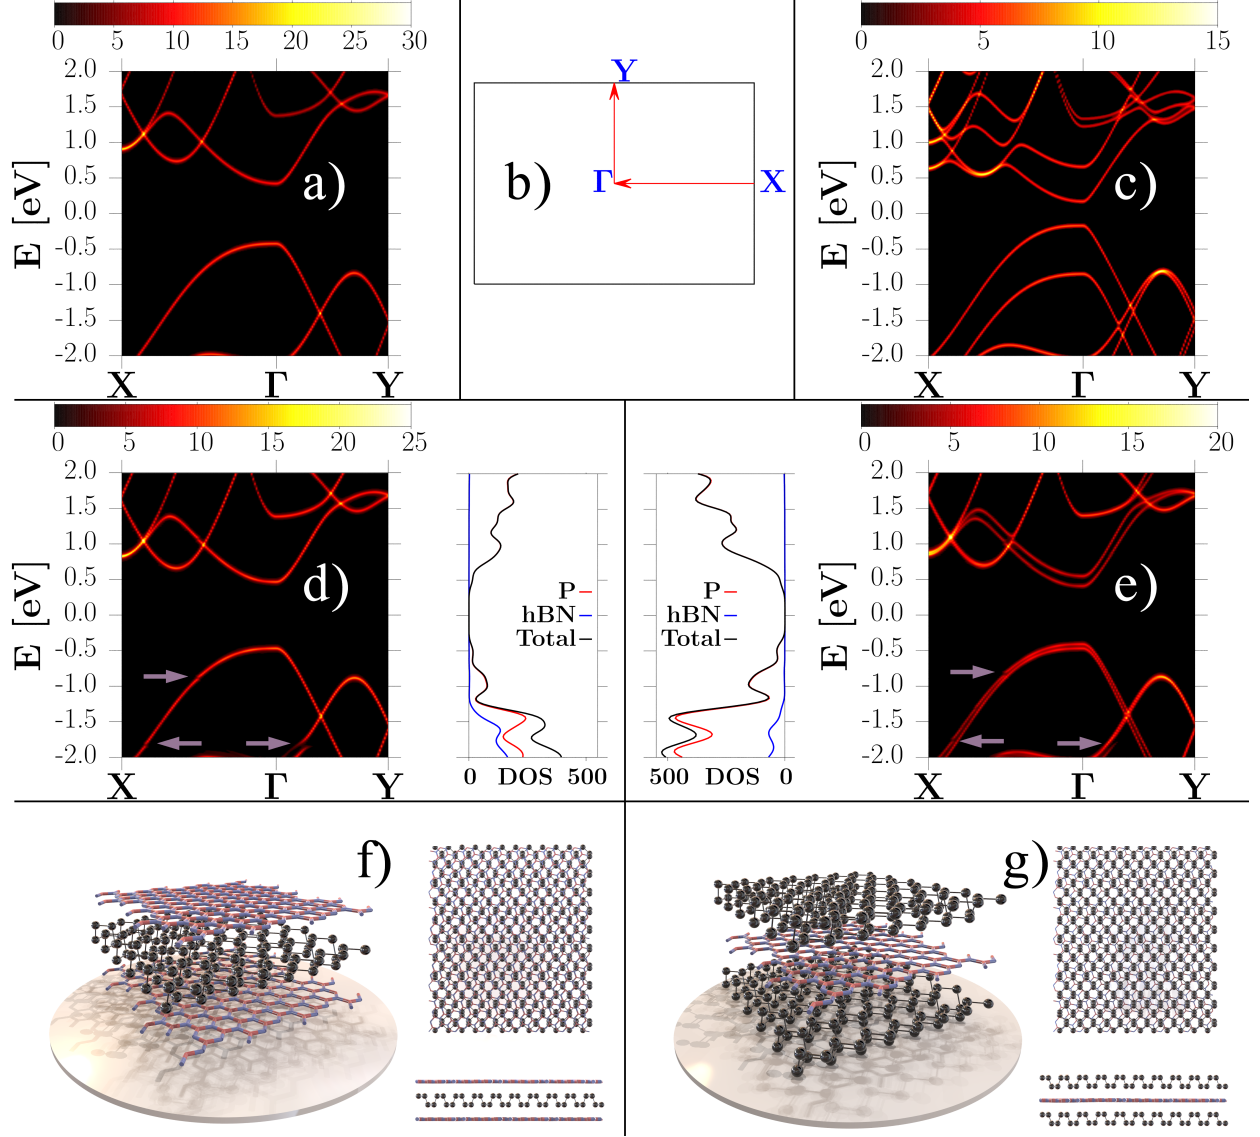 0 5 10 15 20 25 30
2.0
1.5
1.0
0.5
0.0
-0.5
-1.0
-1.5
-2.0
E [eV]
a)
X Γ Y
Y
b)
Γ X
0 5 10 15
2.0
1.5
1.0
0.5
0.0
-0.5
-1.0
-1.5
-2.0
E [eV]
c)
X Γ Y
0 5 10 15 20 25
2.0
1.5
1.0
0.5
0.0
-0.5
-1.0
-1.5
-2.0
E [eV]
d)
X Γ Y
P
hBN
Total
0 DOS 500
P
hBN
Total
500 DOS 0
0 5 10 15 20
2.0
1.5
1.0
0.5
0.0
-0.5
-1.0
-1.5
-2.0
E [eV]
e)
X Γ Y
f)
g)